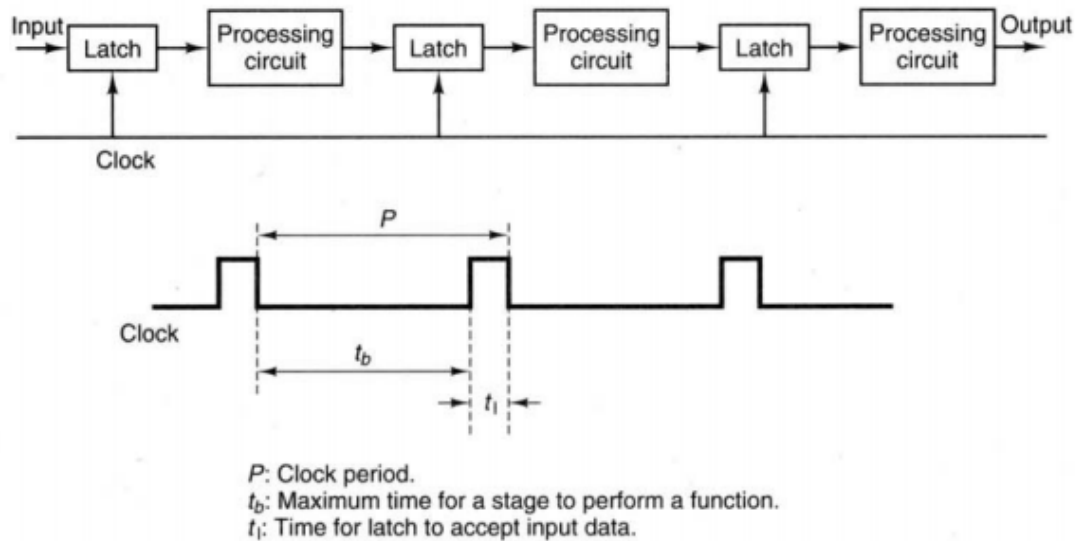 Input
Latch
Processing
circuit
Latch
Processing
circuit
Latch
Processing
circuit
Output
Clock
P
Clock
t_b
t_l
P: Clock period.
t_b: Maximum time for a stage to perform a function.
t_l: Time for latch to accept input data.